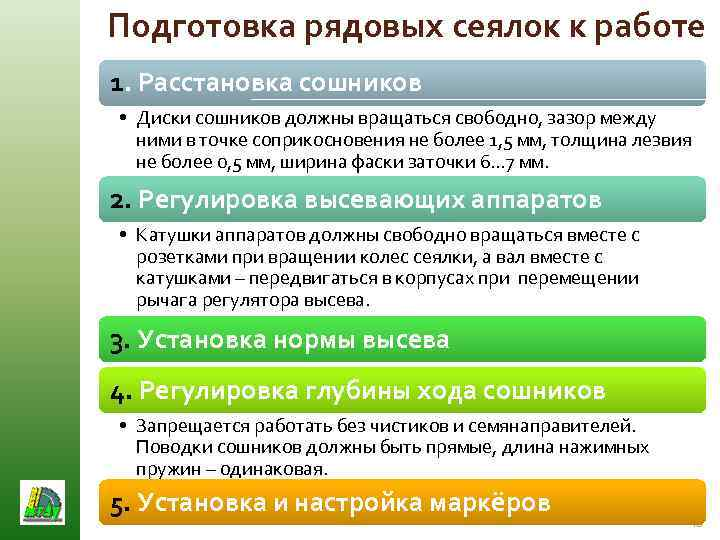 Подготовка рядовых сеялок к работе
1. Расстановка сошников
• Диски сошников должны вращаться свободно, зазор между
ними в точке соприкосновения не более 1,5 мм, толщина лезвия
не более 0,5 мм, ширина фаски заточки 6…7 мм.
2. Регулировка высевающих аппаратов
• Катушки аппаратов должны свободно вращаться вместе с
розетками при вращении колес сеялки, а вал вместе с
катушками – передвигаться в корпусах при перемещении
рычага регулятора высева.
3. Установка нормы высева
4. Регулировка глубины хода сошников
• Запрещается работать без чистиков и семянаправителей.
Поводки сошников должны быть прямые, длина нажимных
пружин – одинаковая.
5. Установка и настройка маркёров